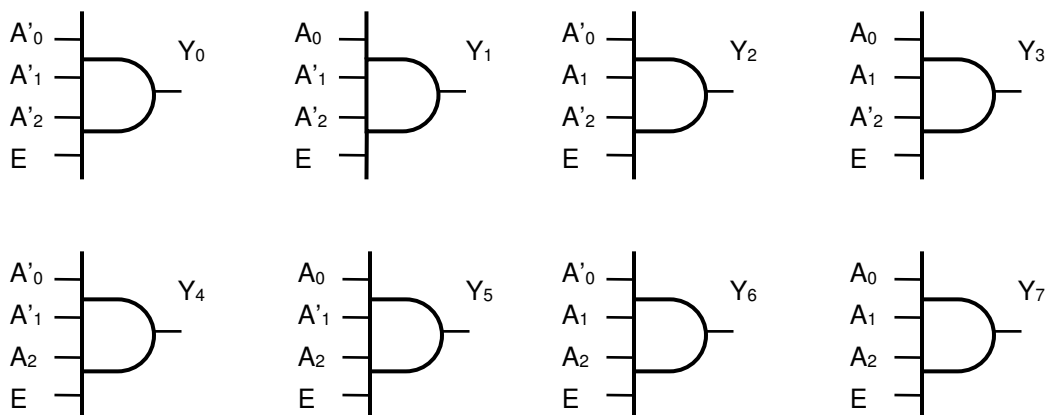 A'0 A0 A'0 A0
Y0 Y1 Y2 Y3
A'1 A'1 A1 A1
A'2 A'2 A'2 A'2
E E E E
A'0 A0 A'0 A0
Y4 Y5 Y6 Y7
A'1 A'1 A1 A1
A2 A2 A2 A2
E E E E